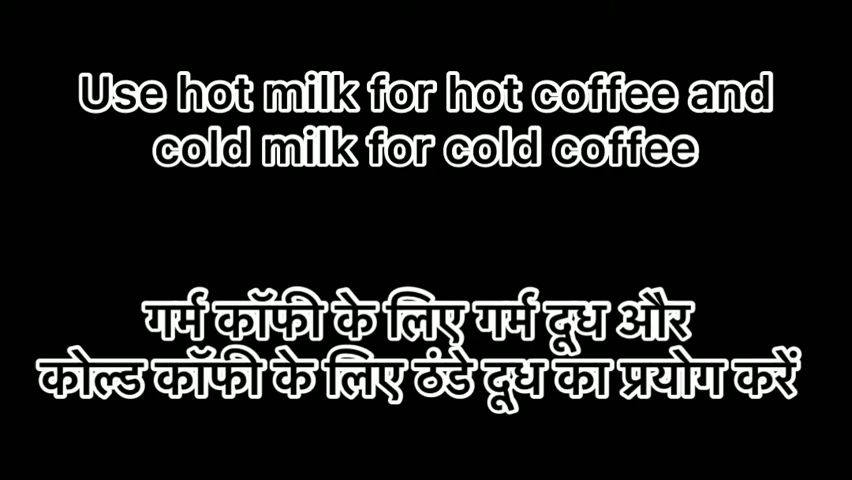 Use hot milk for hot coffee and
cold milk for cold coffee
गर्म कॉफी के लिए गर्म दूध और
कोल्ड कॉफी के लिए ठंडे दूध का प्रयोग करें